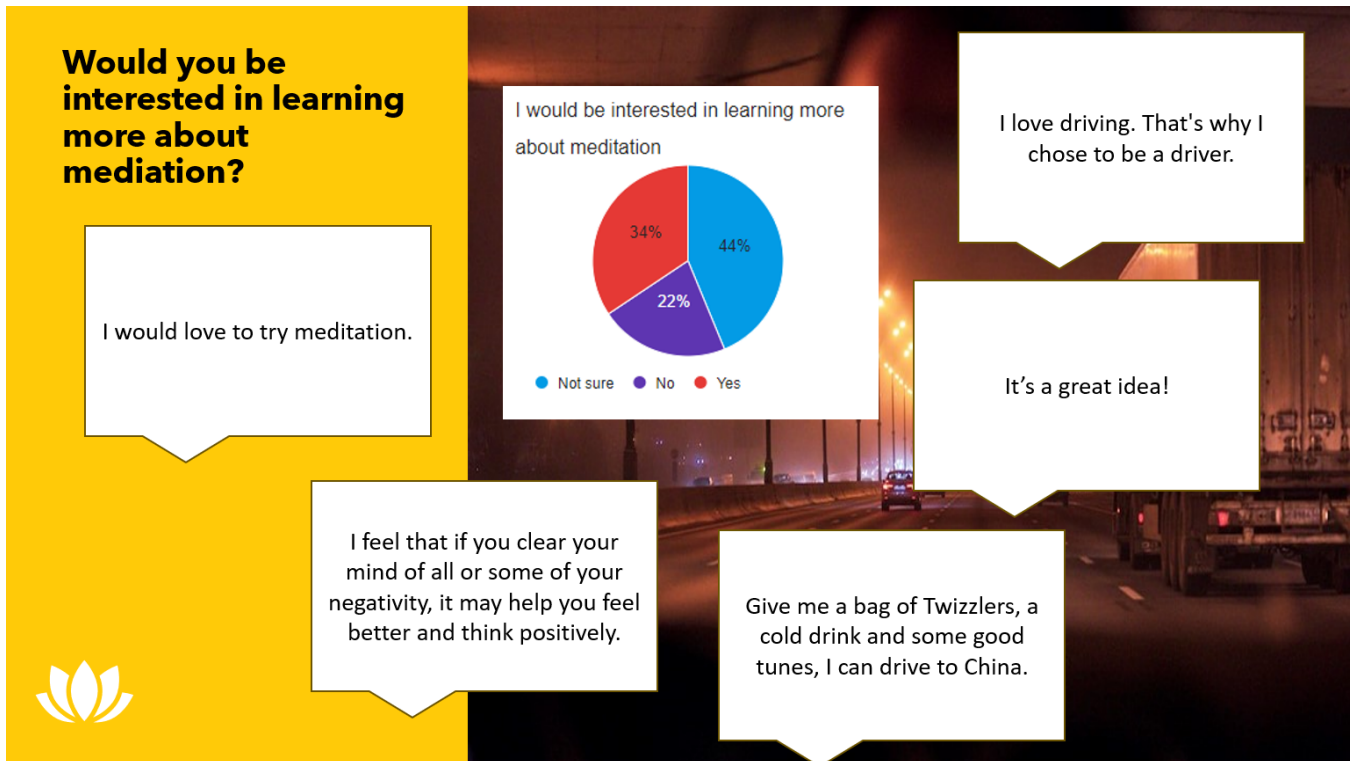 Would you be
interested in learning
more about
mediation?
I would love to try meditation.
I feel that if you clear your
mind of all or some of your
negativity, it may help you feel
better and think positively.
I would be interested in learning more
about meditation
34%
44%
22%
Not sure
No
Yes
I love driving. That's why I
chose to be a driver.
It’s a great idea!
Give me a bag of Twizzlers, a
cold drink and some good
tunes, I can drive to China.